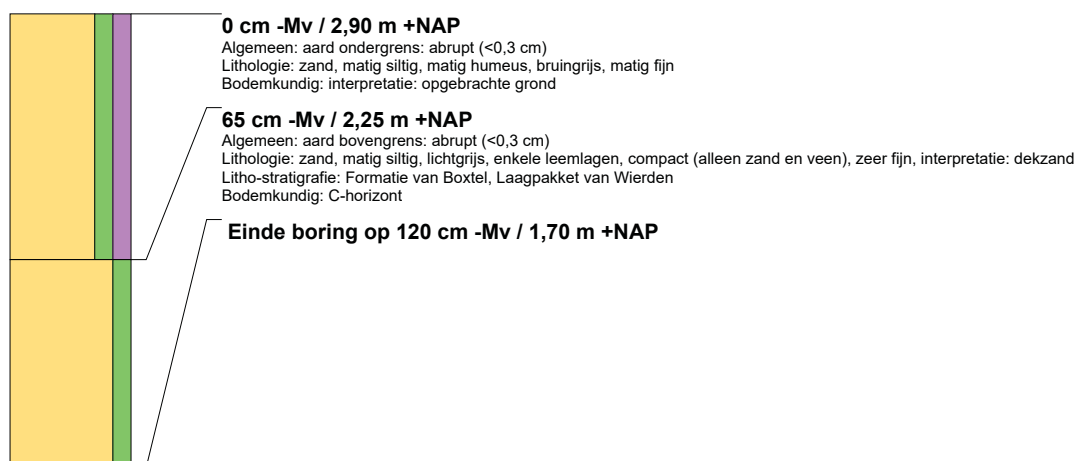 0 cm -Mv / 2,90 m +NAP
Algemeen: aard ondergrens: abrupt (<0,3 cm)
Lithologie: zand, matig siltig, matig humeus, bruingrijs, matig fijn
Bodemkundig: interpretatie: opgebrachte grond
65 cm -Mv / 2,25 m +NAP
Algemeen: aard bovengrens: abrupt (<0,3 cm)
Lithologie: zand, matig siltig, lichtgrijs, enkele leemlagen, compact (alleen zand en veen), zeer fijn, interpretatie: dekzand
Litho-stratigrafie: Formatie van Boxtel, Laagpakket van Wierden
Bodemkundig: C-horizont
Einde boring op 120 cm -Mv / 1,70 m +NAP